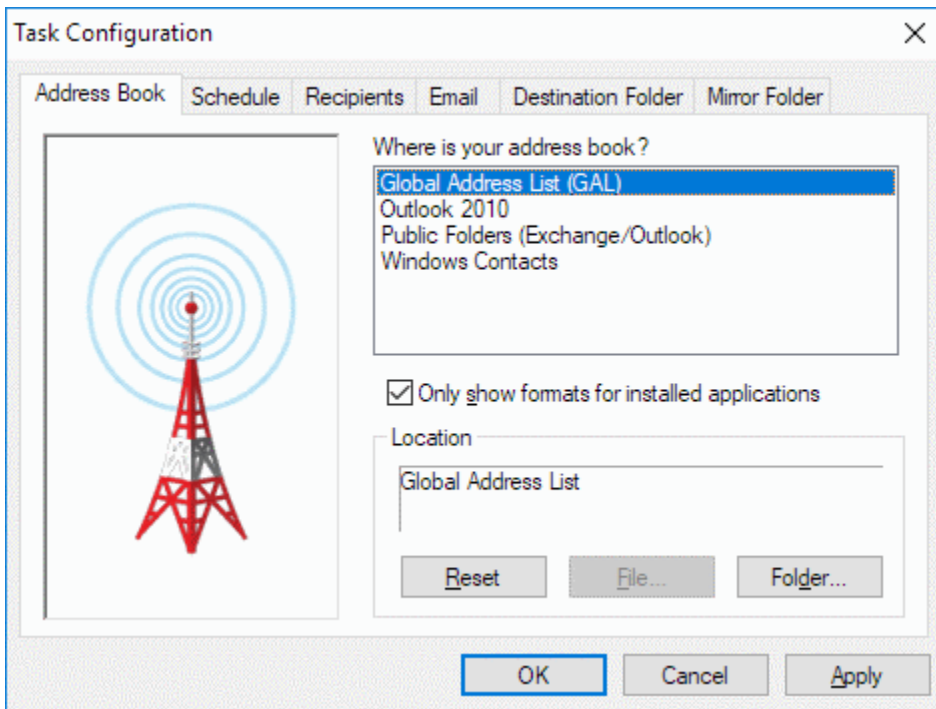 Task Configuration
Address Book Schedule Recipients Email Destination Folder Mirror Folder
Where is your address book?
Global Address List (GAL)
Outlook 2010
Public Folders (Exchange/Outlook)
Windows Contacts
Only show formats for installed applications
Location
Global Address List
Reset File... Folder...
OK Cancel Apply